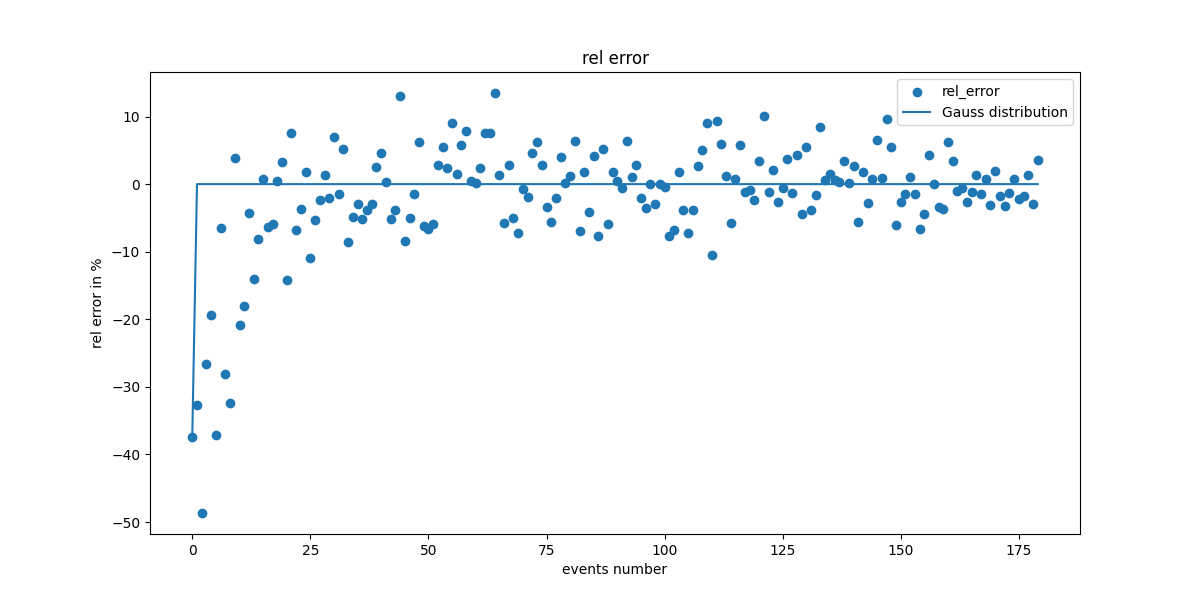 rel error
rel_error
Gauss distribution
rel error in %
10
0
−10
−20
−30
−40
−50
0 25 50 75 100 125 150 175
events number